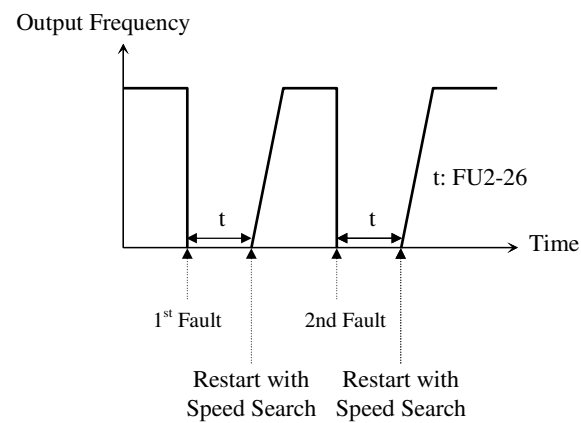 Output Frequency
t: FU2-26
t
t
Time
1st Fault
2nd Fault
Restart with
Speed Search
Restart with
Speed Search